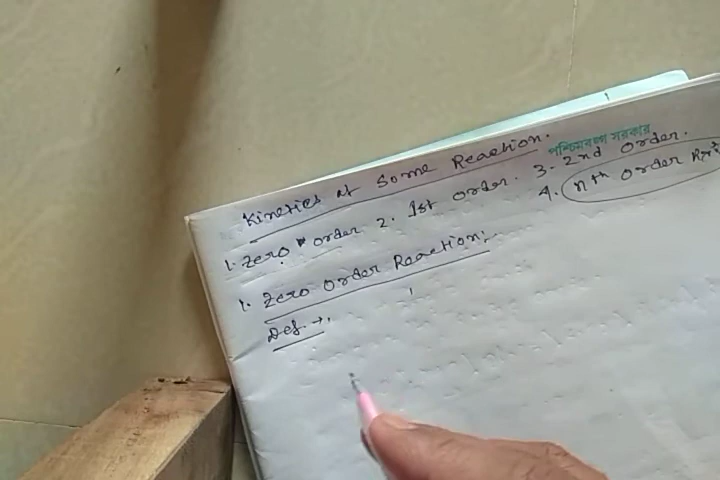 Kinetics of Some Reaction.
পশ্চিমবঙ্গ সরকার
1. Zero order 2. 1st order. 3. 2nd order.
4. nth order Rxn
1. Zero Order Reaction:
Def. →